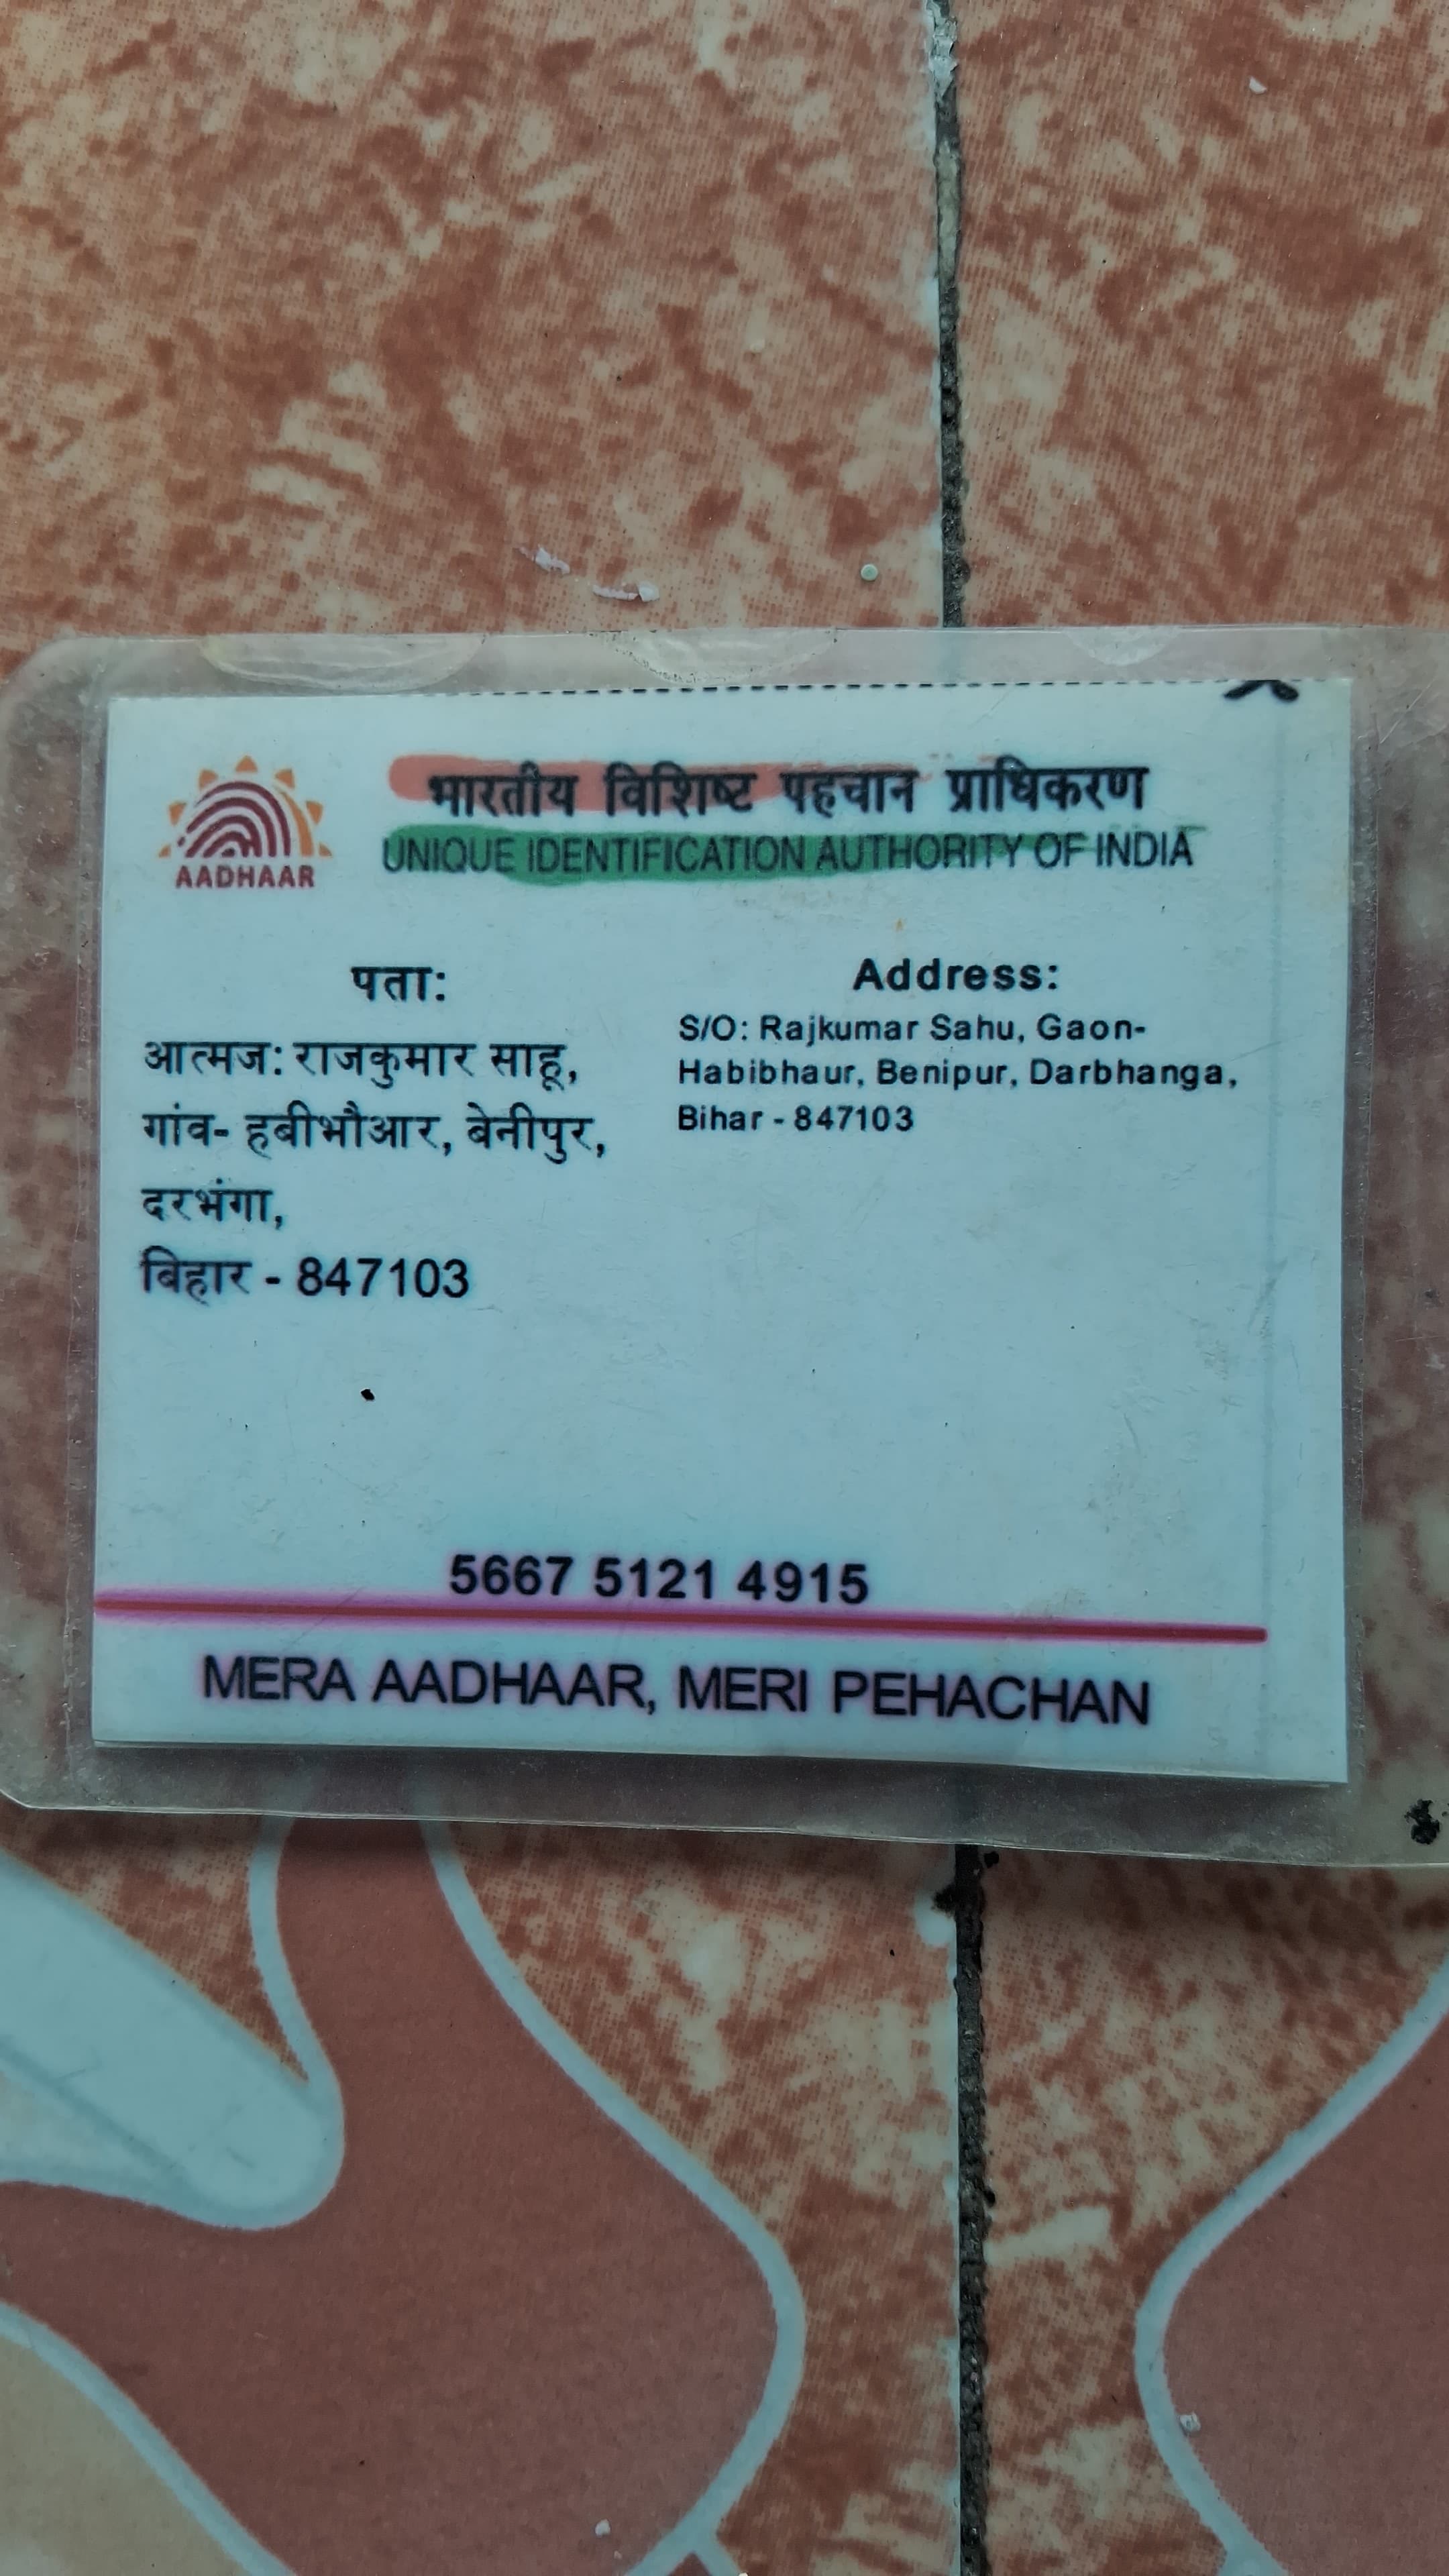 भारतीय विशिष्ट पहचान प्राधिकरण
UNIQUE IDENTIFICATION AUTHORITY OF INDIA
AADHAAR
पता:
आत्मज: राजकुमार साहू,
गांव- हबीभौआर, बेनीपुर,
दरभंगा,
बिहार - 847103
Address:
S/O: Rajkumar Sahu, Gaon-
Habibhaur, Benipur, Darbhanga,
Bihar - 847103
5667 5121 4915
MERA AADHAAR, MERI PEHACHAN